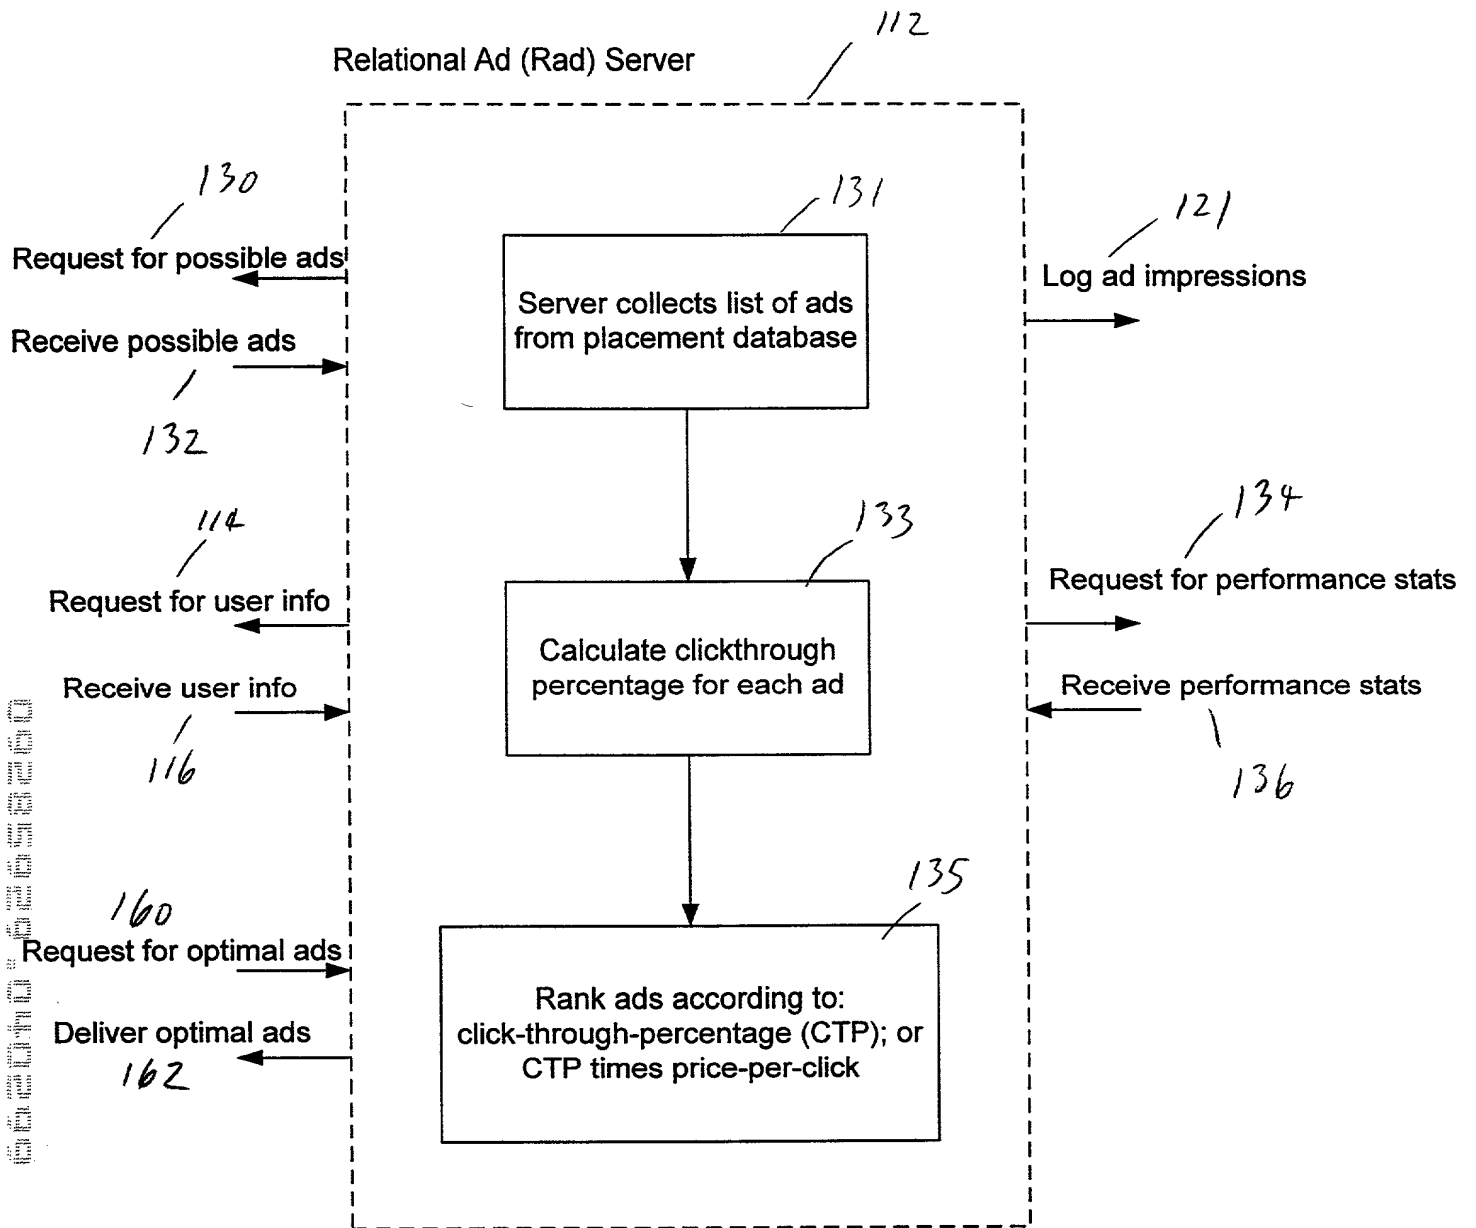 112
Relational Ad (Rad) Server
130
Request for possible ads
Receive possible ads
132
131
Server collects list of ads
from placement database
121
Log ad impressions
114
Request for user info
Receive user info
116
133
Calculate clickthrough
percentage for each ad
134
Request for performance stats
Receive performance stats
136
160
Request for optimal ads
Deliver optimal ads
162
135
Rank ads according to:
click-through-percentage (CTP); or
CTP times price-per-click
09285929.040299